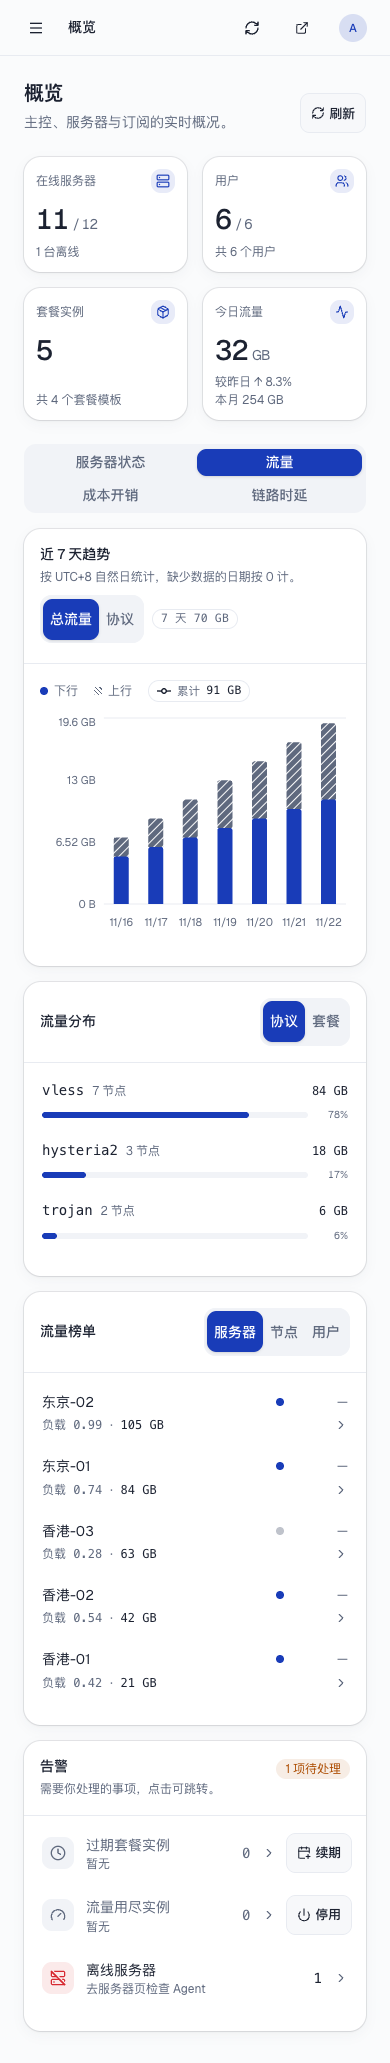 概览
A
概览
主控、服务器与订阅的实时概况。
刷新
在线服务器
11 / 12
1 台离线
用户
6 / 6
共 6 个用户
套餐实例
5
共 4 个套餐模板
今日流量
32 GB
较昨日 ↑ 8.3%
本月 254 GB
服务器状态
流量
成本开销
链路时延
近 7 天趋势
按 UTC+8 自然日统计，缺少数据的日期按 0 计。
总流量
协议
7 天 70 GB
下行
上行
累计 91 GB
19.6 GB
13 GB
6.52 GB
0 B
11/16 11/17 11/18 11/19 11/20 11/21 11/22
流量分布
协议
套餐
vless 7 节点
84 GB
78%
hysteria2 3 节点
18 GB
17%
trojan 2 节点
6 GB
6%
流量榜单
服务器
节点
用户
东京-02
—
负载 0.99 · 105 GB
东京-01
—
负载 0.74 · 84 GB
香港-03
—
负载 0.28 · 63 GB
香港-02
—
负载 0.54 · 42 GB
香港-01
—
负载 0.42 · 21 GB
告警
1 项待处理
需要你处理的事项，点击可跳转。
过期套餐实例
暂无
0
续期
流量用尽实例
暂无
0
停用
离线服务器
去服务器页检查 Agent
1